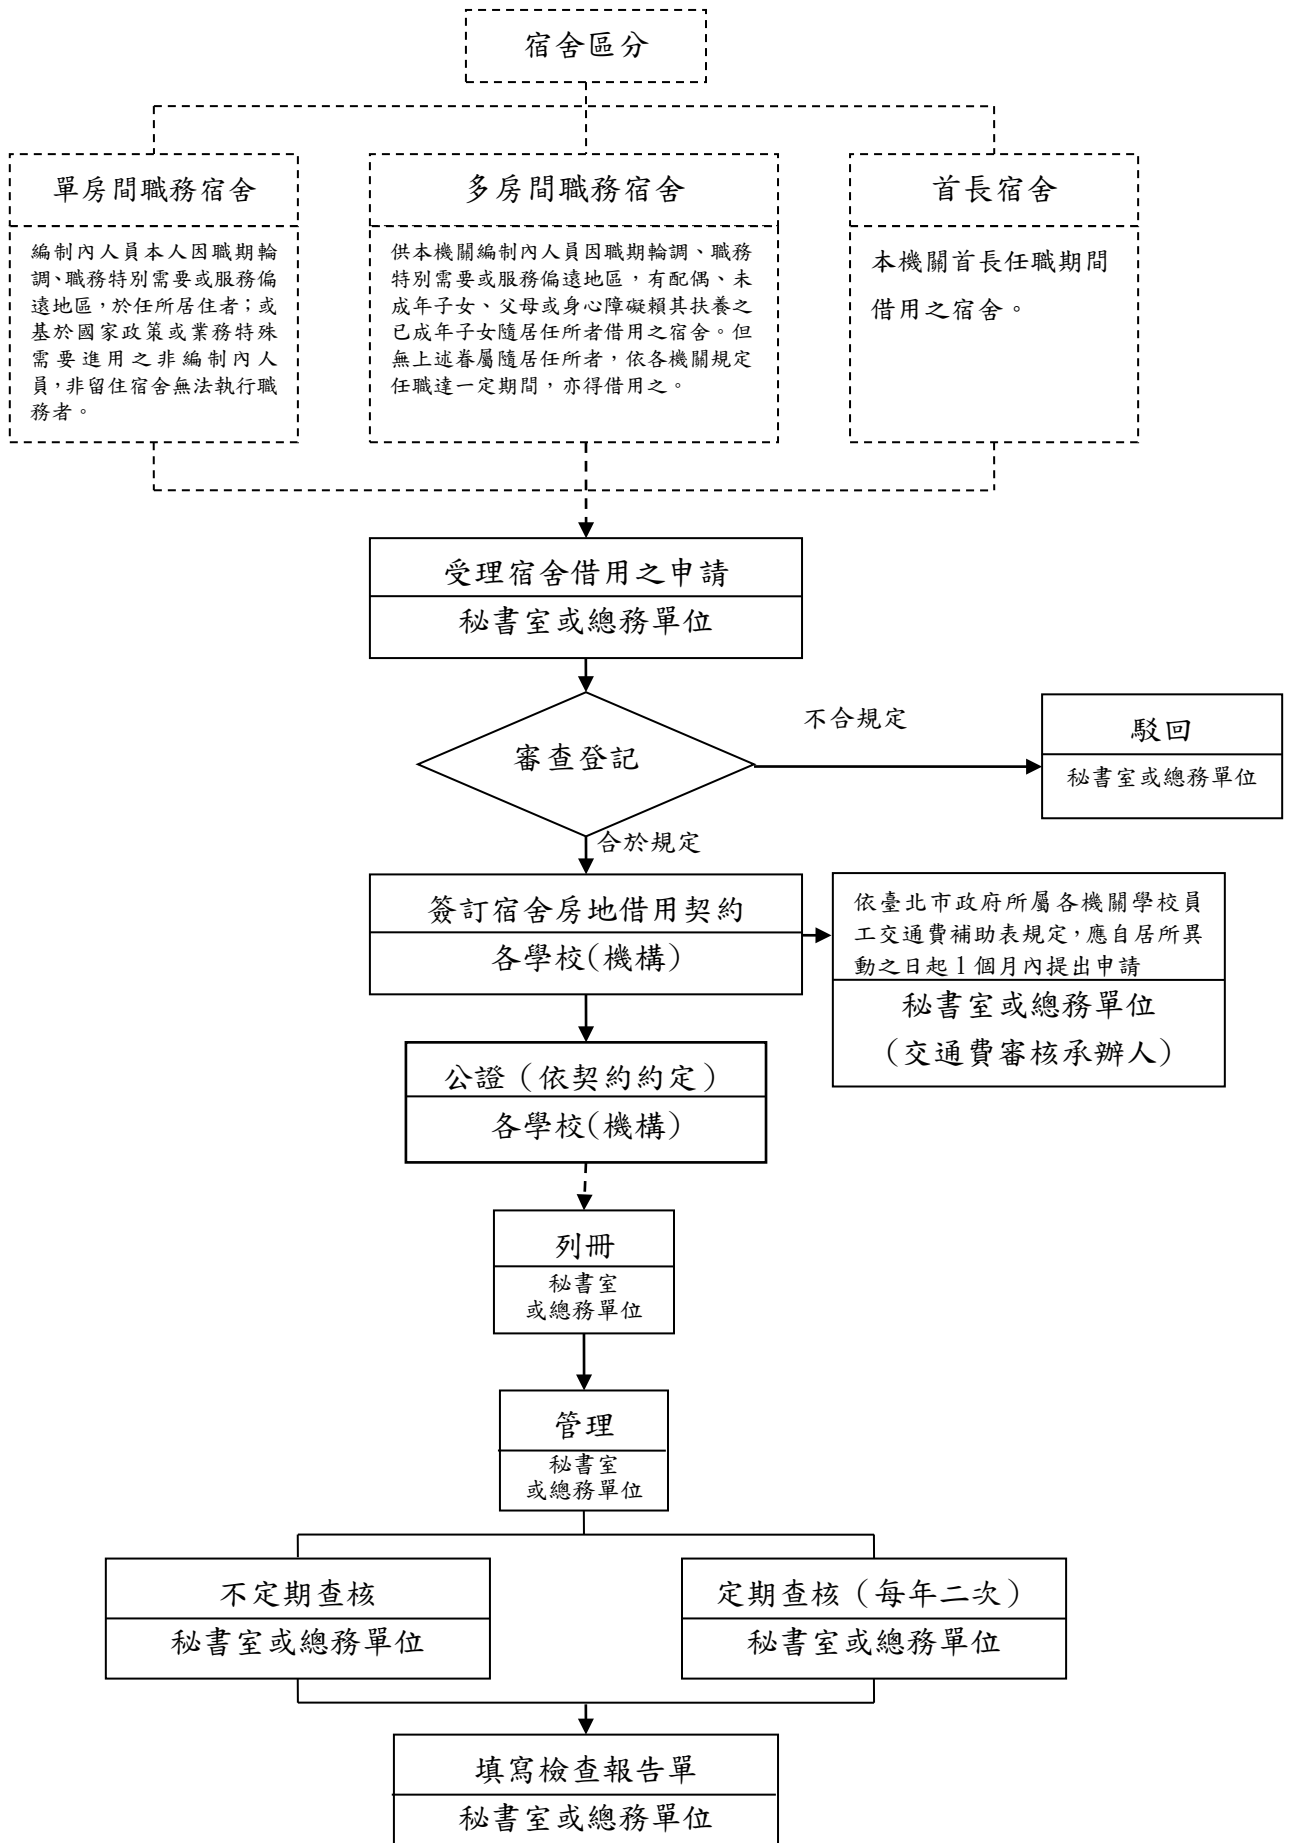 宿舍區分
單房間職務宿舍
編制內人員本人因職期輪
調、職務特別需要或服務偏
遠地區，於任所居住者；或
基於國家政策或業務特殊
需要進用之非編制內人
員，非留住宿舍無法執行職
務者。
多房間職務宿舍
供本機關編制內人員因職期輪調、職務
特別需要或服務偏遠地區，有配偶、未
成年子女、父母或身心障礙賴其扶養之
已成年子女隨居任所者借用之宿舍。但
無上述眷屬隨居任所者，依各機關規定
任職達一定期間，亦得借用之。
首長宿舍
本機關首長任職期間
借用之宿舍。
受理宿舍借用之申請
秘書室或總務單位
審查登記
不合規定
駁回
秘書室或總務單位
合於規定
簽訂宿舍房地借用契約
各學校(機構)
依臺北市政府所屬各機關學校員
工交通費補助表規定，應自居所異
動之日起1個月內提出申請
秘書室或總務單位
（交通費審核承辦人）
公證（依契約約定）
各學校(機構)
列冊
秘書室
或總務單位
管理
秘書室
或總務單位
不定期查核
秘書室或總務單位
定期查核（每年二次）
秘書室或總務單位
填寫檢查報告單
秘書室或總務單位